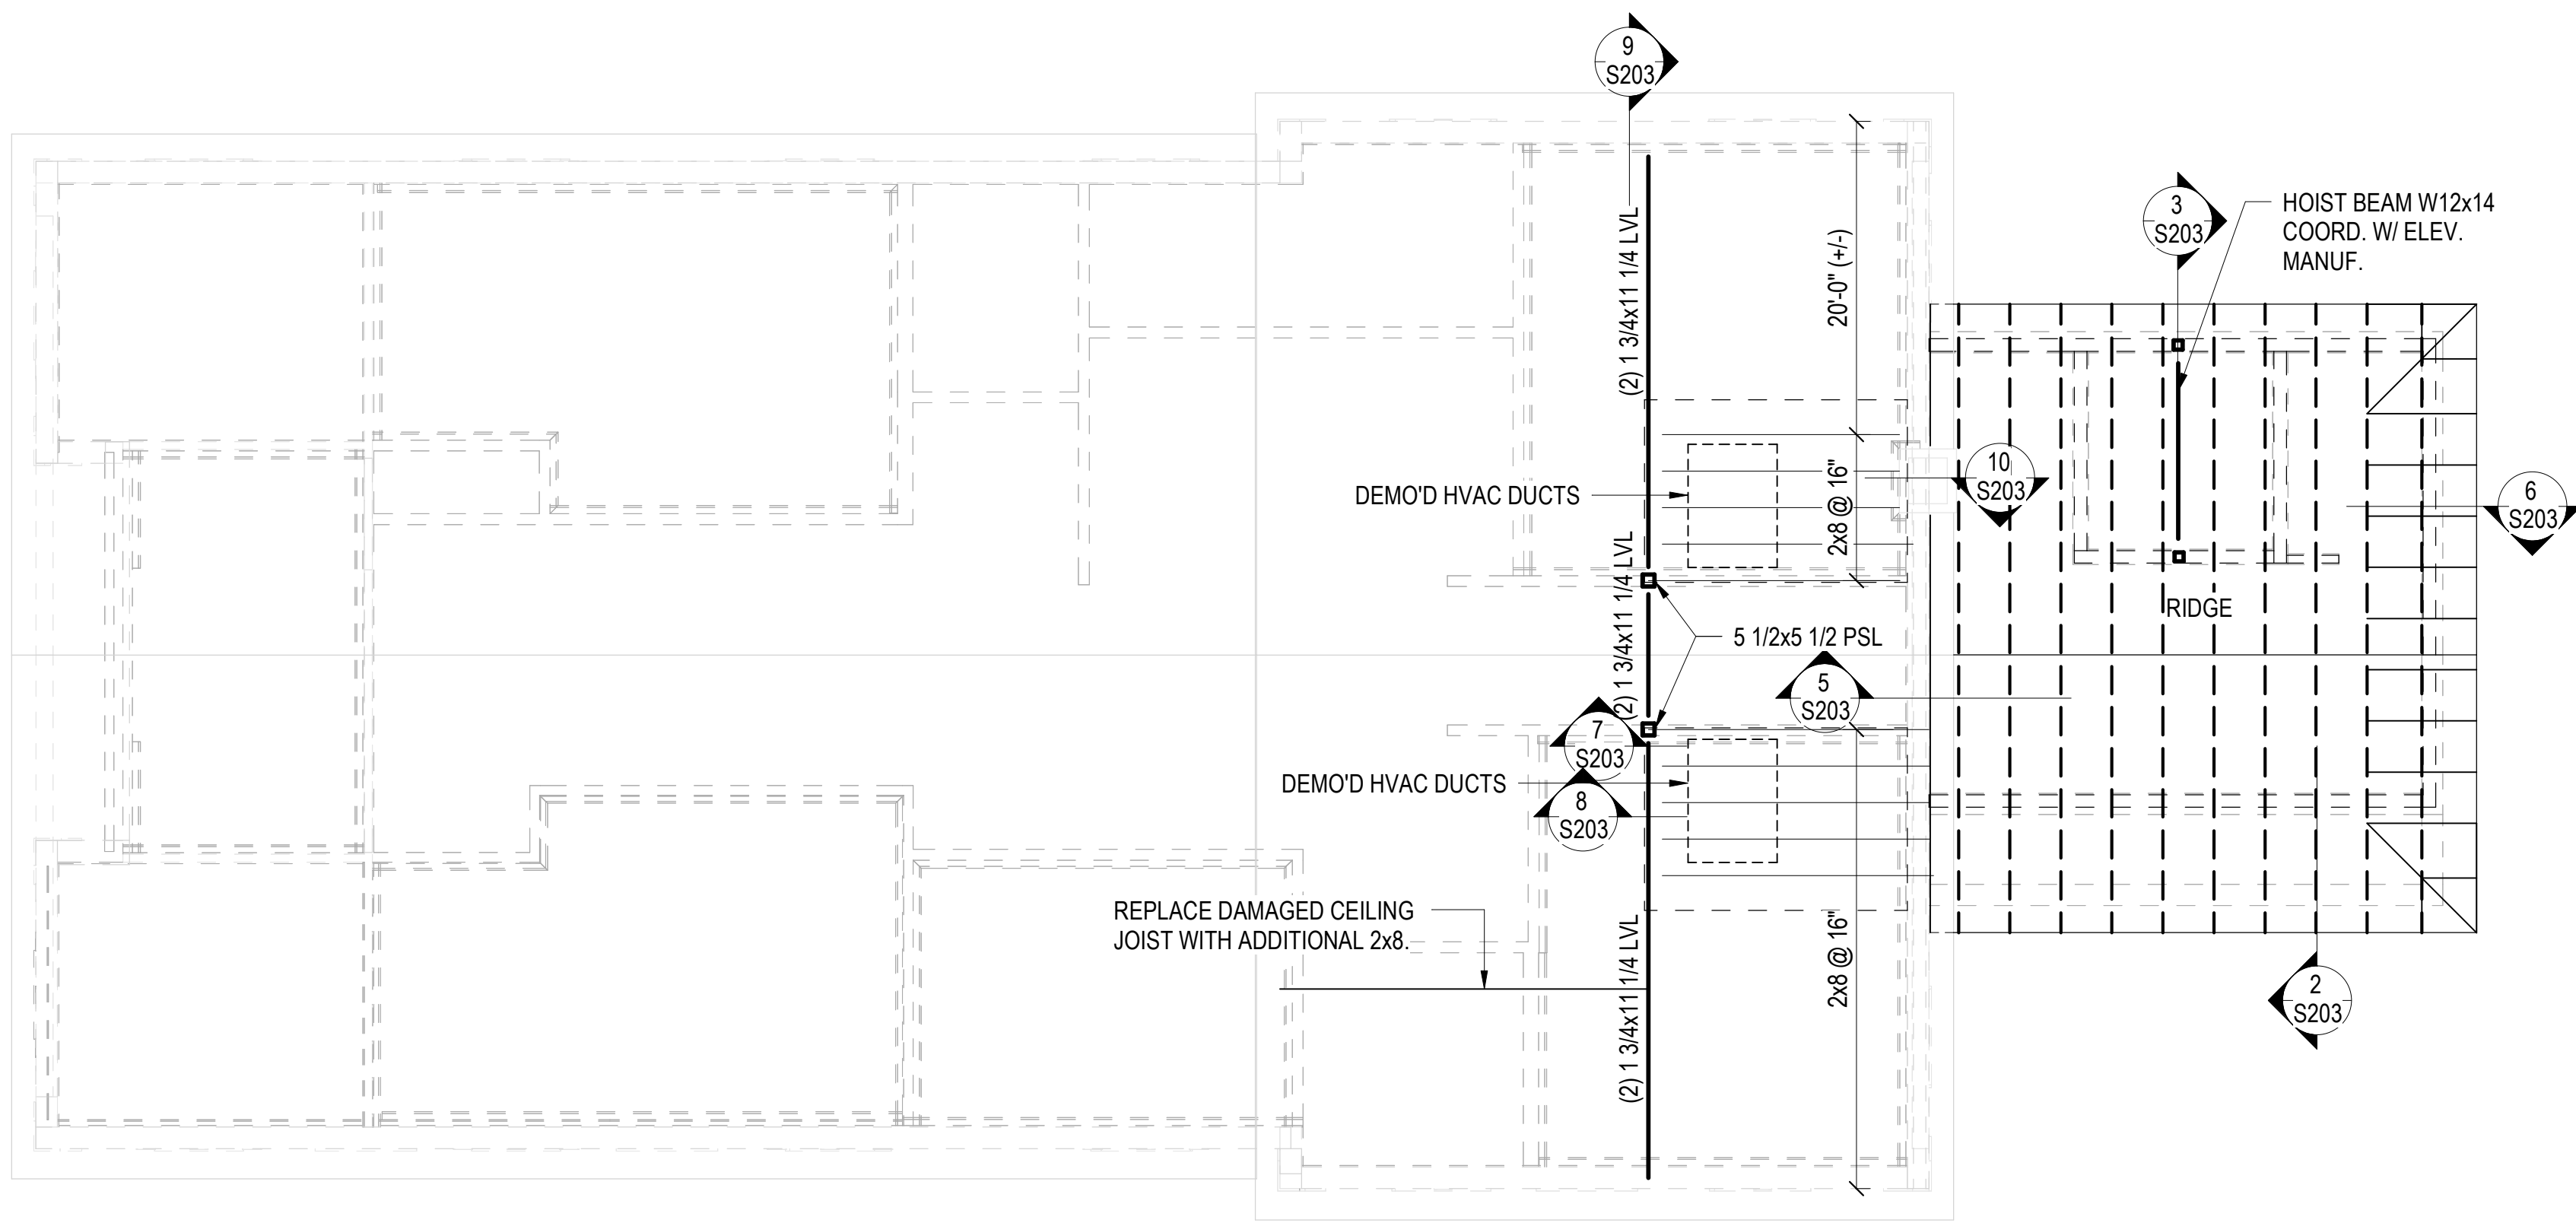 9
S203
3
S203
HOIST BEAM W12x14
COORD. W/ ELEV.
MANUF.
(2) 1 3/4x11 1/4 LVL
20'-0" (+/-)
DEMO'D HVAC DUCTS
2x8 @ 16"
10
S203
6
S203
(2) 1 3/4x11 1/4 LVL
RIDGE
5 1/2x5 1/2 PSL
5
S203
7
S203
DEMO'D HVAC DUCTS
8
S203
REPLACE DAMAGED CEILING
JOIST WITH ADDITIONAL 2x8.
(2) 1 3/4x11 1/4 LVL
2x8 @ 16"
2
S203